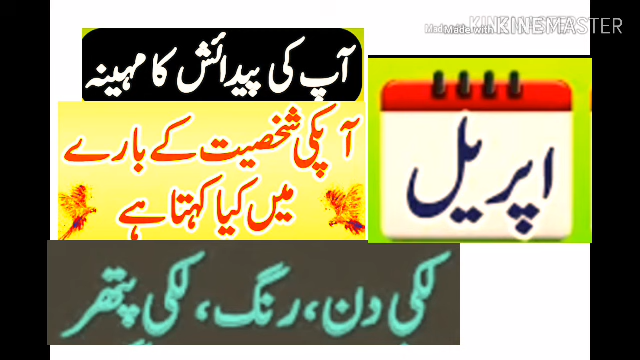 Made with KINEMASTER
آپ کی پیدائش کا مہینہ
آپکی شخصیت کے بارے
میں کیا کہتا ہے
اپریل
لکی دن، رنگ، لکی پتھر